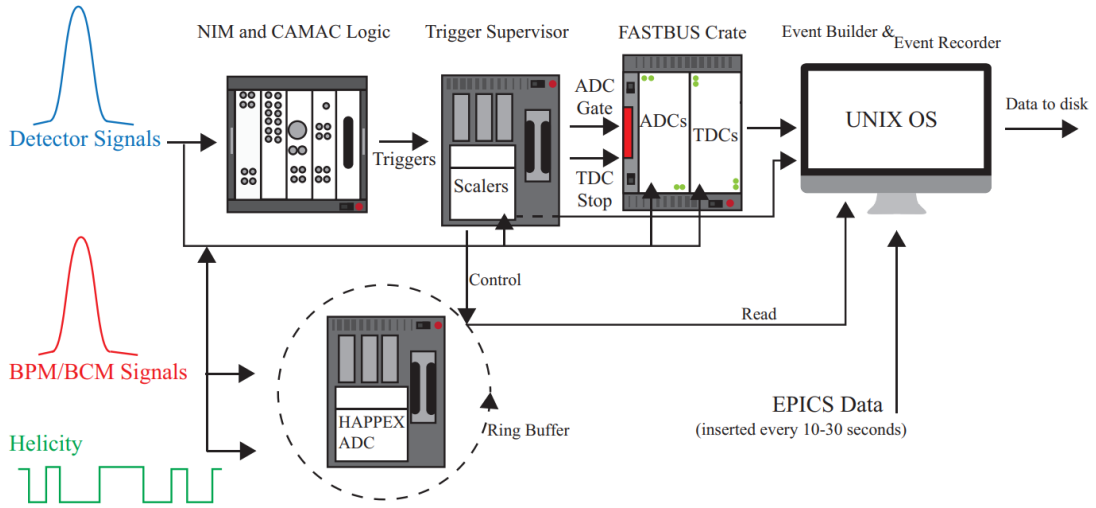 NIM and CAMAC Logic
Trigger Supervisor
FASTBUS Crate
Event Builder &
Event Recorder
Detector Signals
Triggers
Scalers
ADC
Gate
TDC
Stop
ADCs
TDCs
UNIX OS
Data to disk
Control
Read
BPM/BCM Signals
HAPPEX
ADC
Ring Buffer
EPICS Data
(inserted every 10-30 seconds)
Helicity